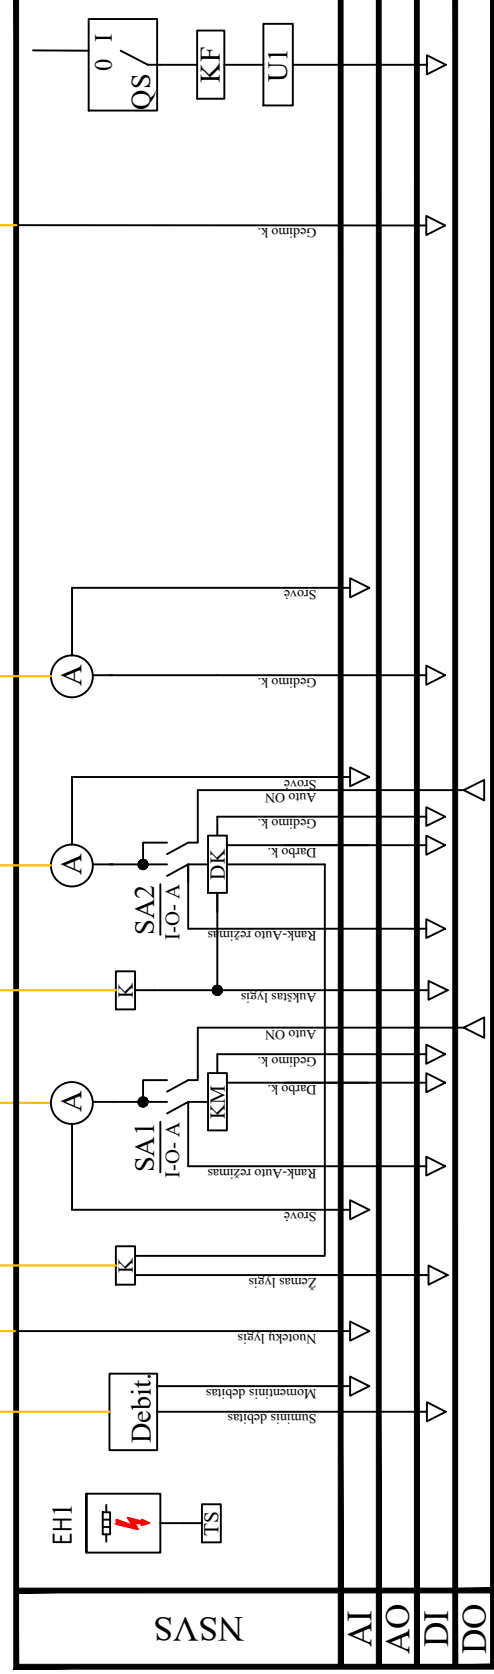 0 I
QS
KF
U1
Gedimo k.
Srovė
A
Gedimo k.
Srovė
Auto ON
Gedimo k.
Darbo k.
A
SA2
I-O- A
DK
Rank-Auto režimas
K
Aukštas lygis
Auto ON
Gedimo k.
Darbo k.
A
SA1
I-O- A
KM
Rank-Auto režimas
Srovė
K
Žemas lygis
Nuotekų lygis
Debit.
Momentinis debitas
Suminis debitas
EH1
TS
NSVS
AI
AO
DI
DO